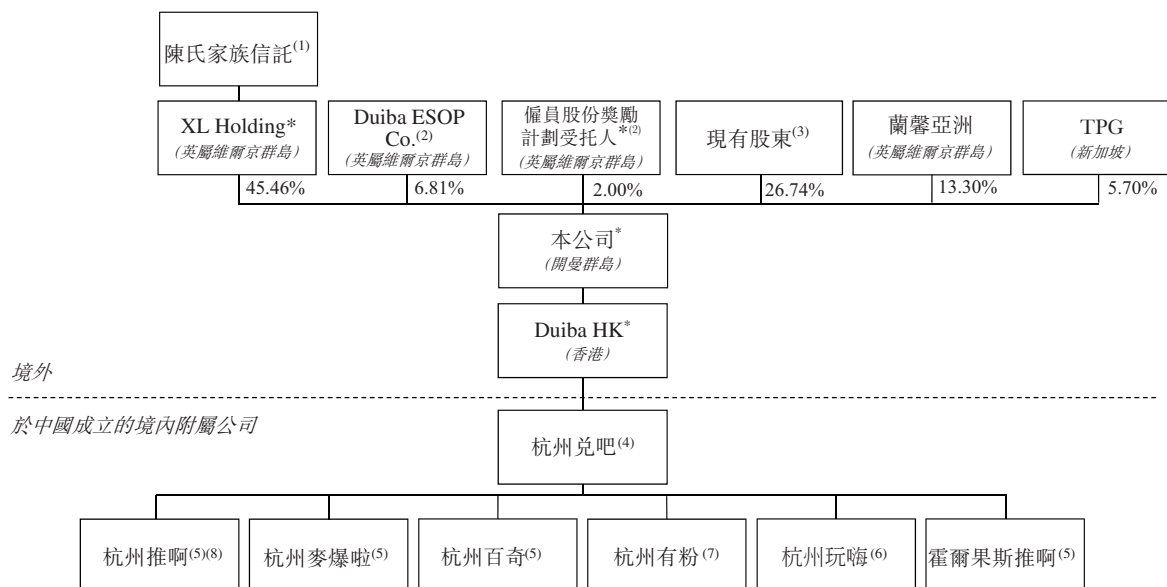 陳氏家族信託(1)
XL Holding*
(英屬維爾京群島)
Duiba ESOP
Co.(2)
(英屬維爾京群島)
僱員股份獎勵
計劃受托人*(2)
(英屬維爾京群島)
現有股東(3)
蘭馨亞洲
(英屬維爾京群島)
TPG
(新加坡)
45.46%
6.81%
2.00%
26.74%
13.30%
5.70%
本公司*
(開曼群島)
Duiba HK*
(香港)
境外
於中國成立的境內附屬公司
杭州兑吧(4)
杭州推啊(5)(8)
杭州麥爆啦(5)
杭州百奇(5)
杭州有粉(7)
杭州玩嗨(6)
霍爾果斯推啊(5)